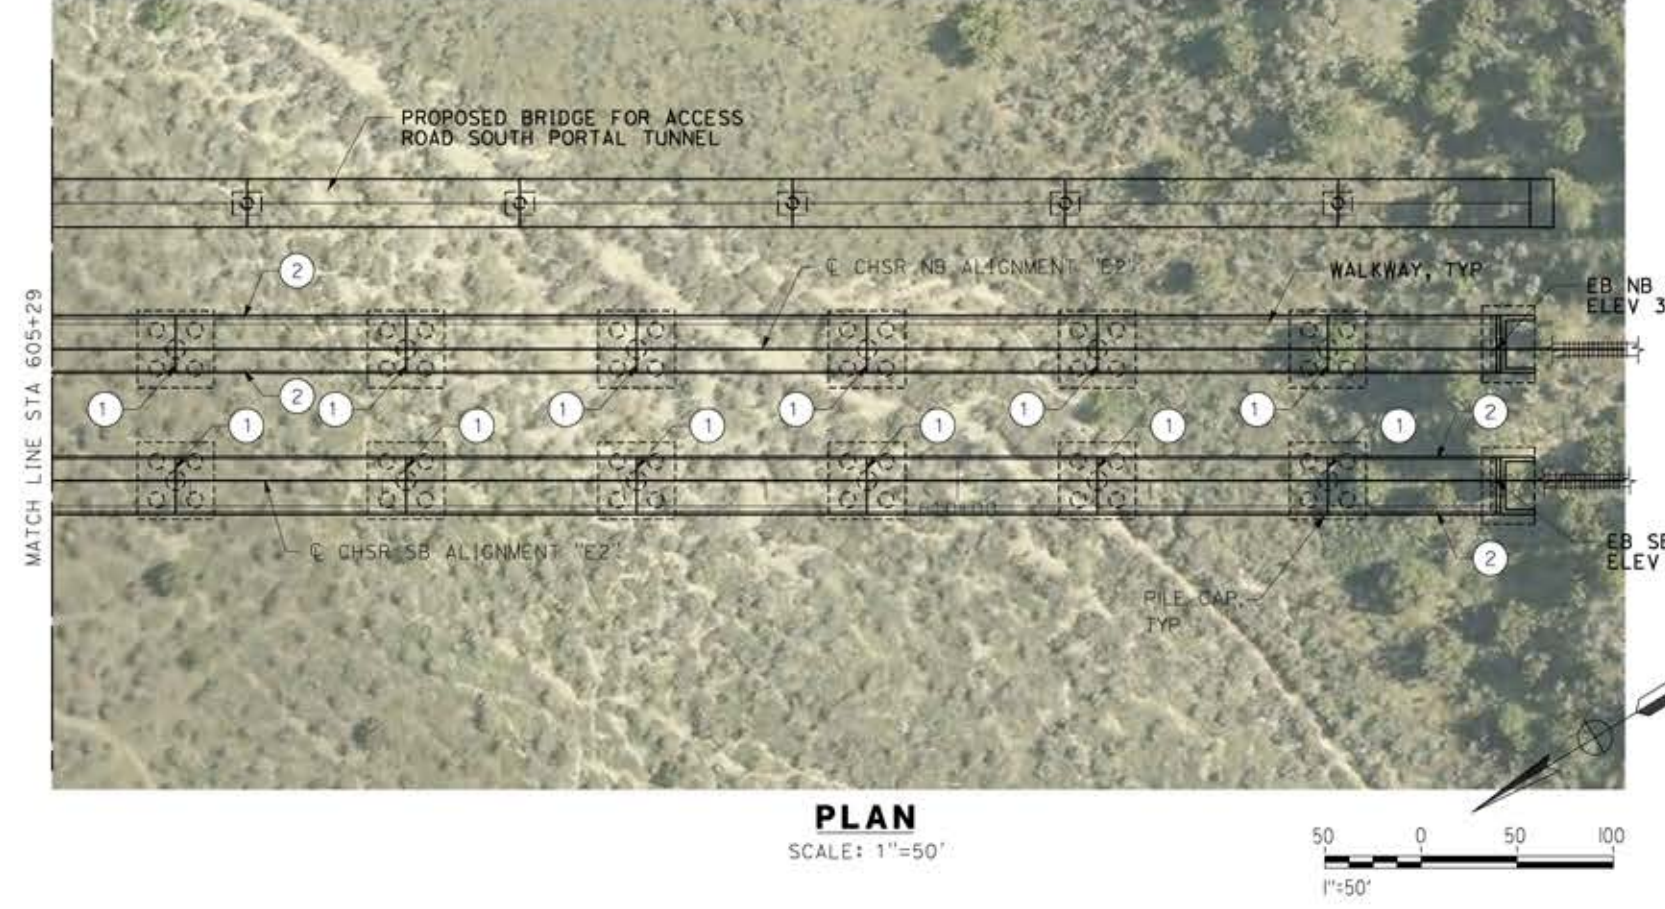 PROPOSED BRIDGE FOR ACCESS
ROAD SOUTH PORTAL TUNNEL
2
℄ CHSR NB ALIGNMENT "E2"
WALKWAY, TYP
EB NB
ELEV 3
MATCH LINE STA 605+29
2
1 1 1 1 1 1
1 1 1 1 1 1
2
℄ CHSR SB ALIGNMENT "E2"
EB SB
ELEV
2
PILE CAP,
TYP
PLAN
SCALE: 1"=50'
50 0 50 100
1"=50'